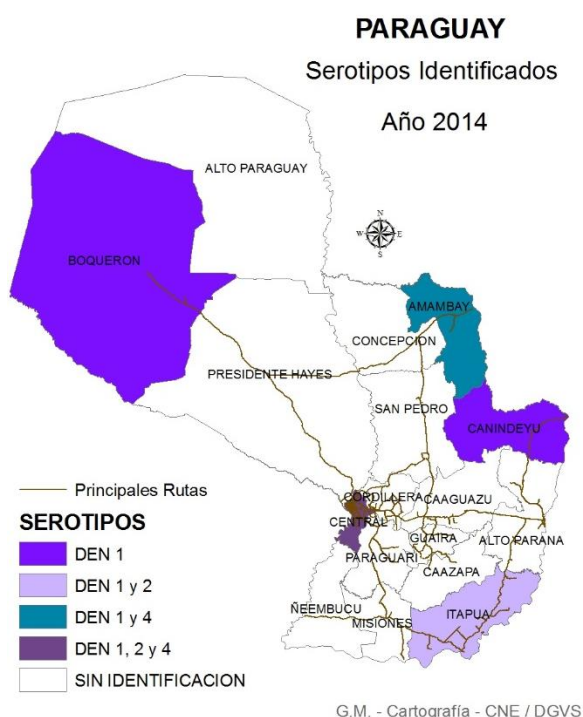 PARAGUAY
Serotipos Identificados
Año 2014
ALTO PARAGUAY
N
W E
S
BOQUERON
AMAMBAY
CONCEPCION
PRESIDENTE HAYES
SAN PEDRO
CANINDEYU
CORDILLERA
CAAGUAZU
CENTRAL
GUAIRA
ALTO PARANA
PARAGUARI
CAAZAPA
ÑEEMBUCU
MISIONES
ITAPUA
Principales Rutas
SEROTIPOS
DEN 1
DEN 1 y 2
DEN 1 y 4
DEN 1, 2 y 4
SIN IDENTIFICACION
G.M. - Cartografía - CNE / DGVS